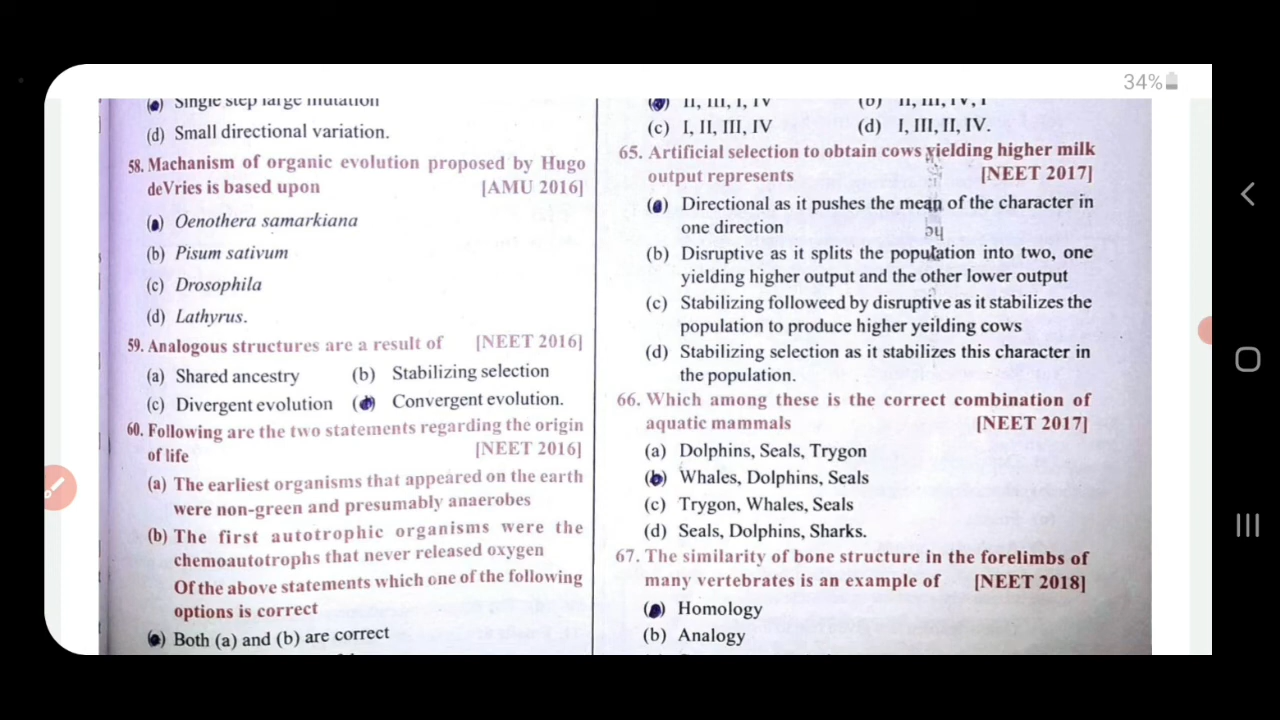 34%
(●) Single step large mutation
(d) Small directional variation.
58. Machanism of organic evolution proposed by Hugo
deVries is based upon [AMU 2016]
(●) Oenothera samarkiana
(b) Pisum sativum
(c) Drosophila
(d) Lathyrus.
59. Analogous structures are a result of [NEET 2016]
(a) Shared ancestry (b) Stabilizing selection
(c) Divergent evolution (●) Convergent evolution.
60. Following are the two statements regarding the origin
of life [NEET 2016]
(a) The earliest organisms that appeared on the earth
were non-green and presumably anaerobes
(b) The first autotrophic organisms were the
chemoautotrophs that never released oxygen
Of the above statements which one of the following
options is correct
(●) Both (a) and (b) are correct
(●) II, III, I, IV (b) II, III, IV, I
(c) I, II, III, IV (d) I, III, II, IV.
65. Artificial selection to obtain cows yielding higher milk
output represents [NEET 2017]
(●) Directional as it pushes the mean of the character in
one direction
(b) Disruptive as it splits the population into two, one
yielding higher output and the other lower output
(c) Stabilizing followeed by disruptive as it stabilizes the
population to produce higher yeilding cows
(d) Stabilizing selection as it stabilizes this character in
the population.
66. Which among these is the correct combination of
aquatic mammals [NEET 2017]
(a) Dolphins, Seals, Trygon
(b) Whales, Dolphins, Seals
(c) Trygon, Whales, Seals
(d) Seals, Dolphins, Sharks.
67. The similarity of bone structure in the forelimbs of
many vertebrates is an example of [NEET 2018]
(●) Homology
(b) Analogy